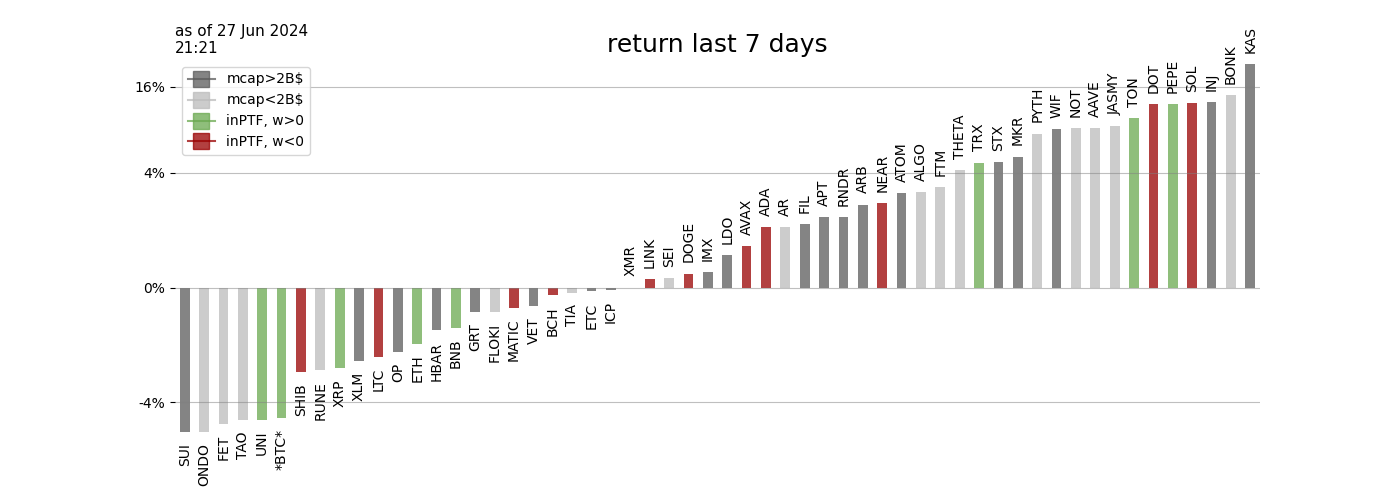 as of 27 Jun 2024
21:21
return last 7 days
mcap>2B$
mcap<2B$
inPTF, w>0
inPTF, w<0
16%
4%
0%
-4%
SUI
ONDO
FET
TAO
UNI
*BTC*
SHIB
RUNE
XRP
XLM
LTC
OP
ETH
HBAR
BNB
GRT
FLOKI
MATIC
VET
BCH
TIA
ETC
ICP
XMR
LINK
SEI
DOGE
IMX
LDO
AVAX
ADA
AR
FIL
APT
RNDR
ARB
NEAR
ATOM
ALGO
FTM
THETA
TRX
STX
MKR
PYTH
WIF
NOT
AAVE
JASMY
TON
DOT
PEPE
SOL
INJ
BONK
KAS